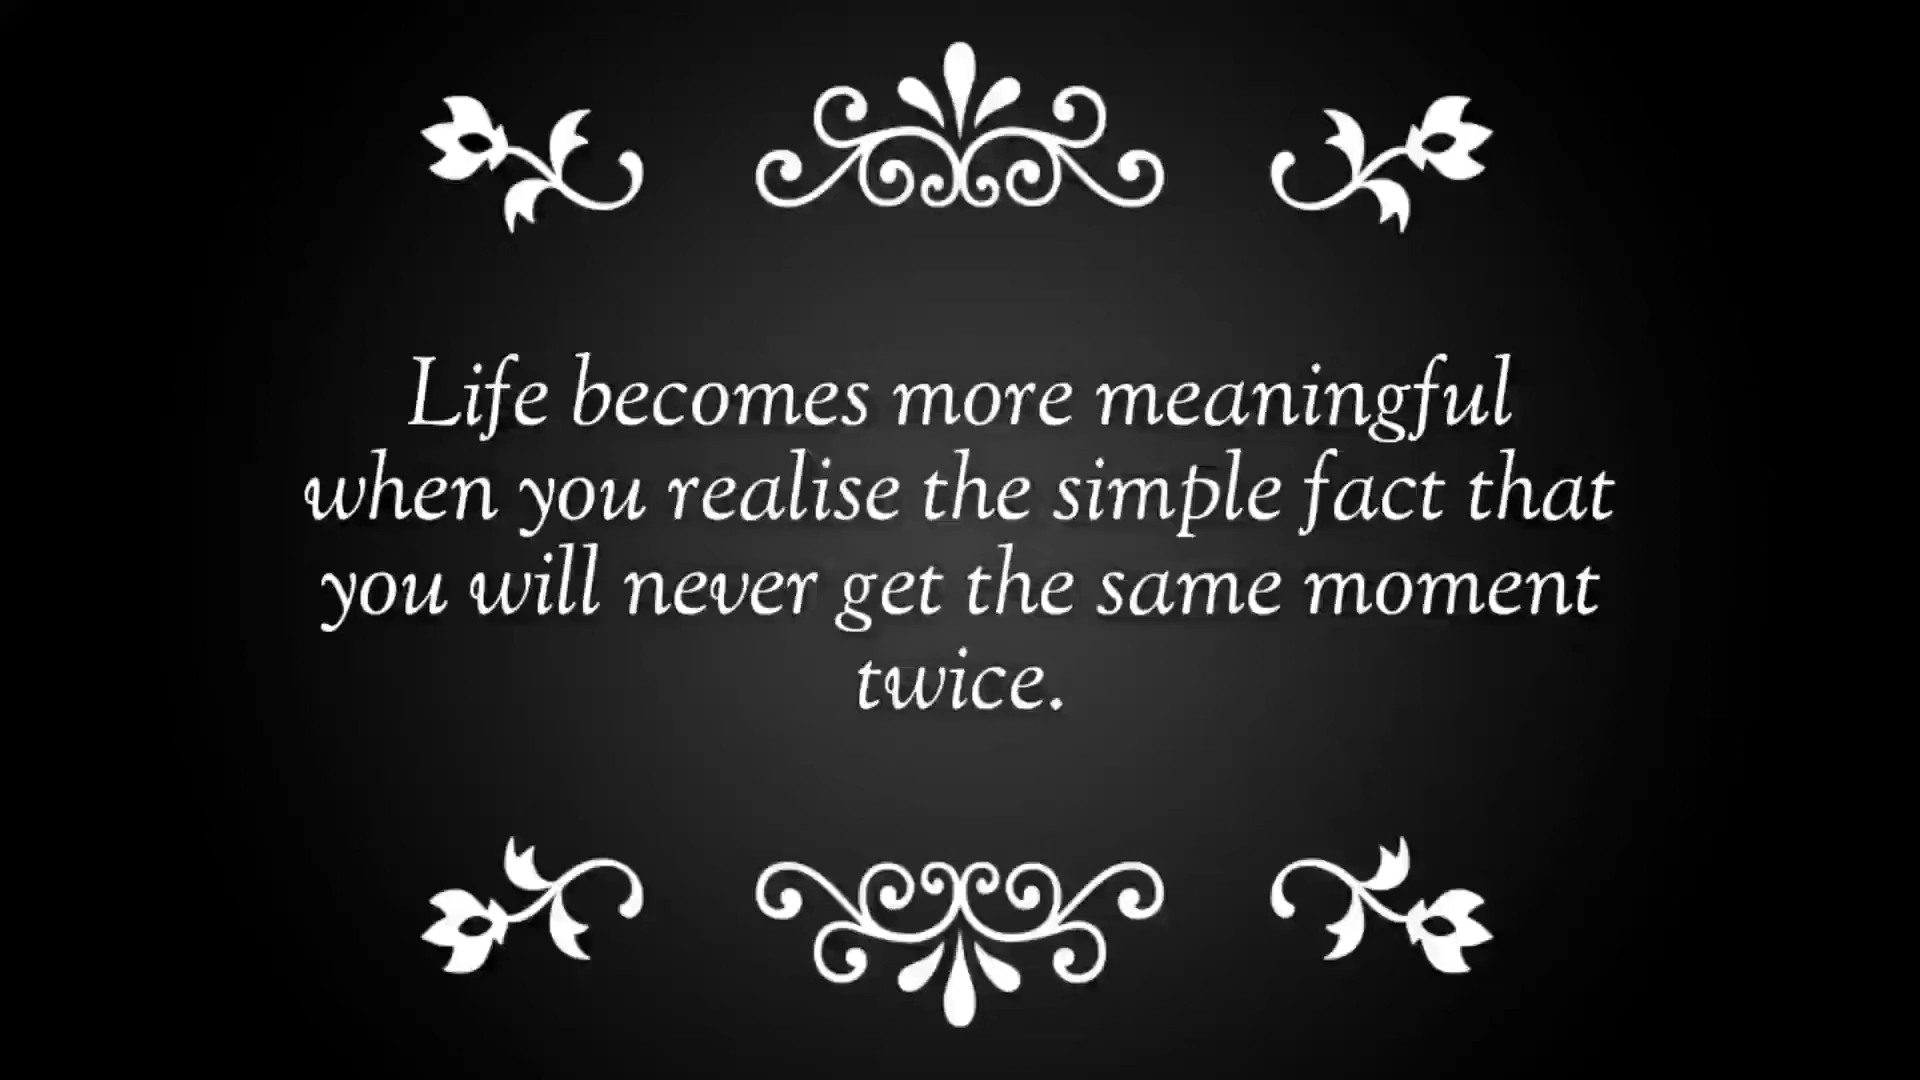 Life becomes more meaningful
when you realise the simple fact that
you will never get the same moment
twice.